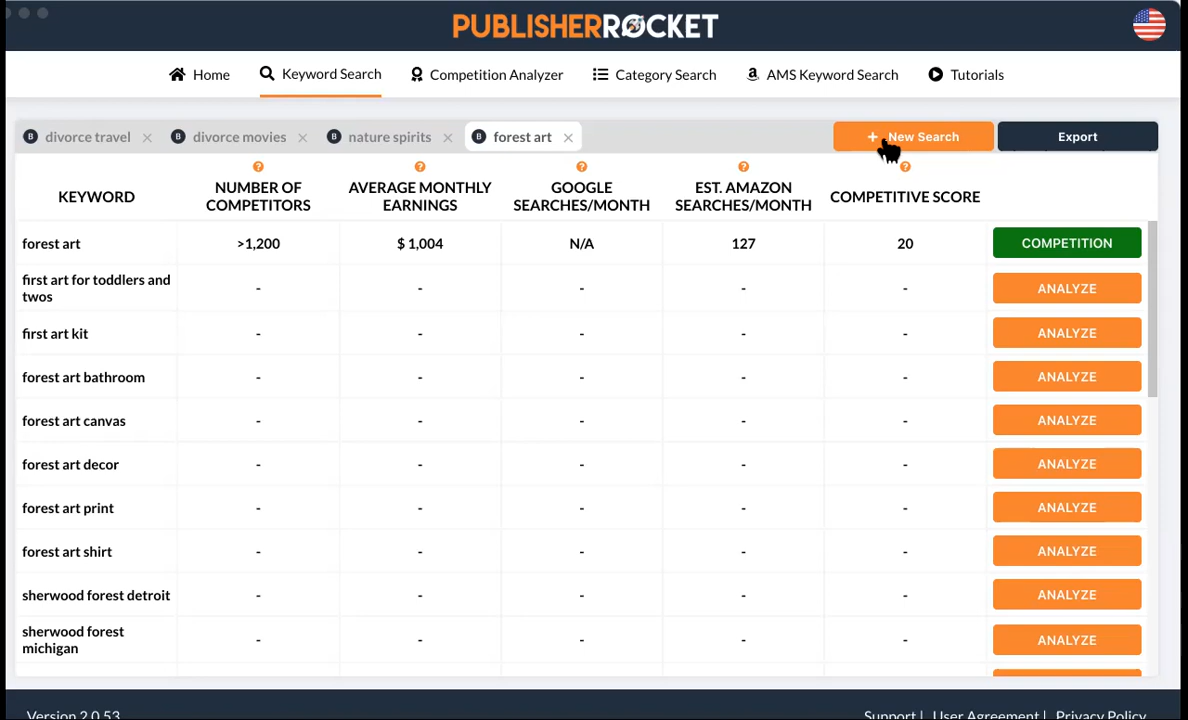 PUBLISHERROCKET
Home
Keyword Search
Competition Analyzer
Category Search
AMS Keyword Search
Tutorials
B divorce travel ×
B divorce movies ×
B nature spirits ×
B forest art ×
+ New Search
Export
KEYWORD
? NUMBER OF
COMPETITORS
? AVERAGE MONTHLY
EARNINGS
? GOOGLE
SEARCHES/MONTH
? EST. AMAZON
SEARCHES/MONTH
? COMPETITIVE SCORE
forest art >1,200 $ 1,004 N/A 127 20 COMPETITION
first art for toddlers and
twos - - - - - ANALYZE
first art kit - - - - - ANALYZE
forest art bathroom - - - - - ANALYZE
forest art canvas - - - - - ANALYZE
forest art decor - - - - - ANALYZE
forest art print - - - - - ANALYZE
forest art shirt - - - - - ANALYZE
sherwood forest detroit - - - - - ANALYZE
sherwood forest
michigan - - - - - ANALYZE
Version 2.0.53
Support | User Agreement | Privacy Policy